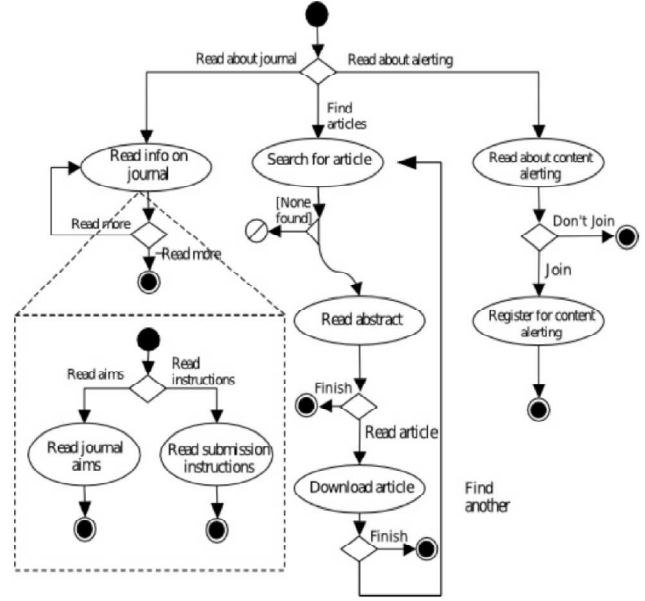 Read about journal
Read about alerting
Find
articles
Read info on
journal
Search for article
Read about content
alerting
[None
found]
Read more
¬Read more
Don't Join
Join
Read abstract
Register for content
alerting
Read aims
Read
instructions
Finish
Read article
Read journal
aims
Read submission
instructions
Download article
Find
another
Finish